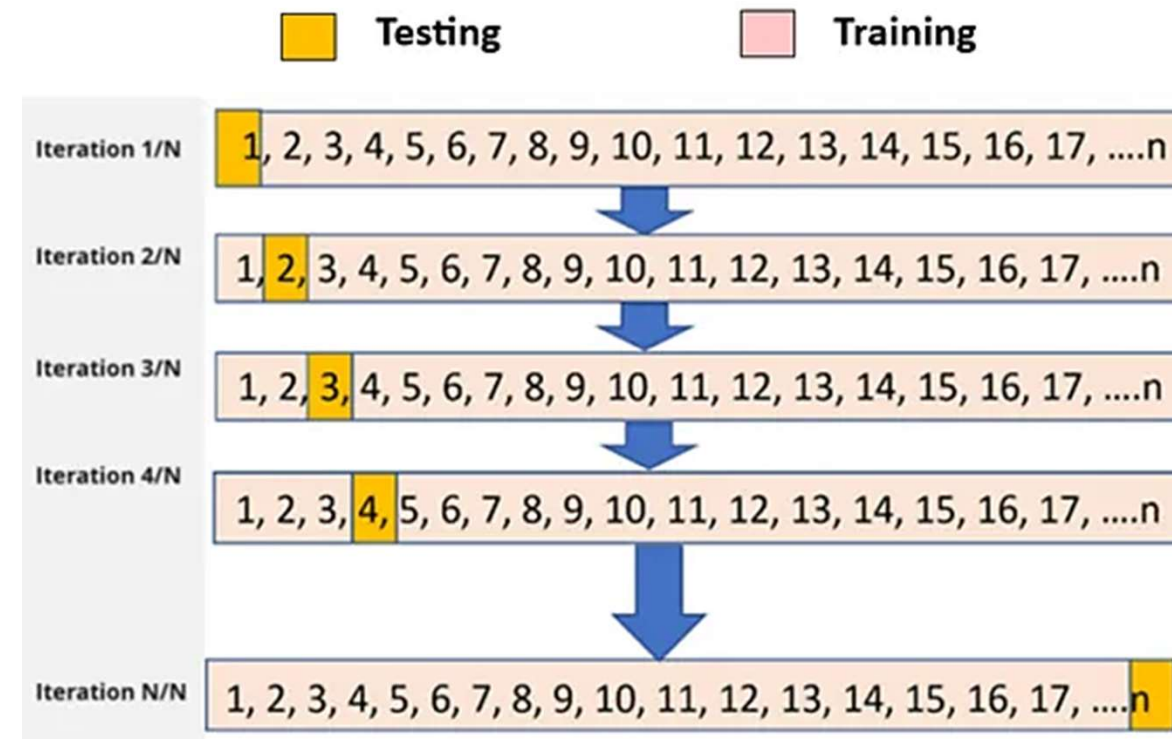 Testing Training
Iteration 1/N 1, 2, 3, 4, 5, 6, 7, 8, 9, 10, 11, 12, 13, 14, 15, 16, 17, ....n
Iteration 2/N 1, 2, 3, 4, 5, 6, 7, 8, 9, 10, 11, 12, 13, 14, 15, 16, 17, ....n
Iteration 3/N 1, 2, 3, 4, 5, 6, 7, 8, 9, 10, 11, 12, 13, 14, 15, 16, 17, ....n
Iteration 4/N 1, 2, 3, 4, 5, 6, 7, 8, 9, 10, 11, 12, 13, 14, 15, 16, 17, ....n
Iteration N/N 1, 2, 3, 4, 5, 6, 7, 8, 9, 10, 11, 12, 13, 14, 15, 16, 17, ....n